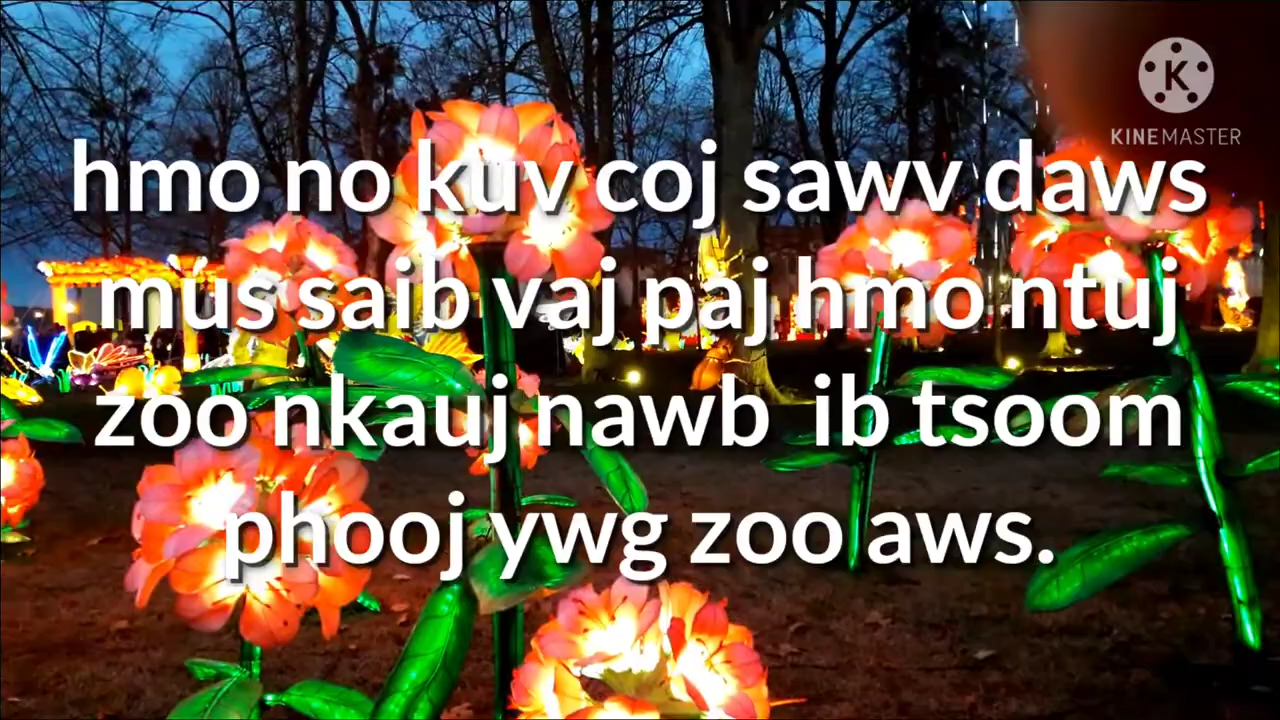 KINEMASTER
hmo no kuv coj sawv daws
mus saib vaj paj hmo ntuj
zoo nkauj nawb ib tsoom
phooj ywg zoo aws.